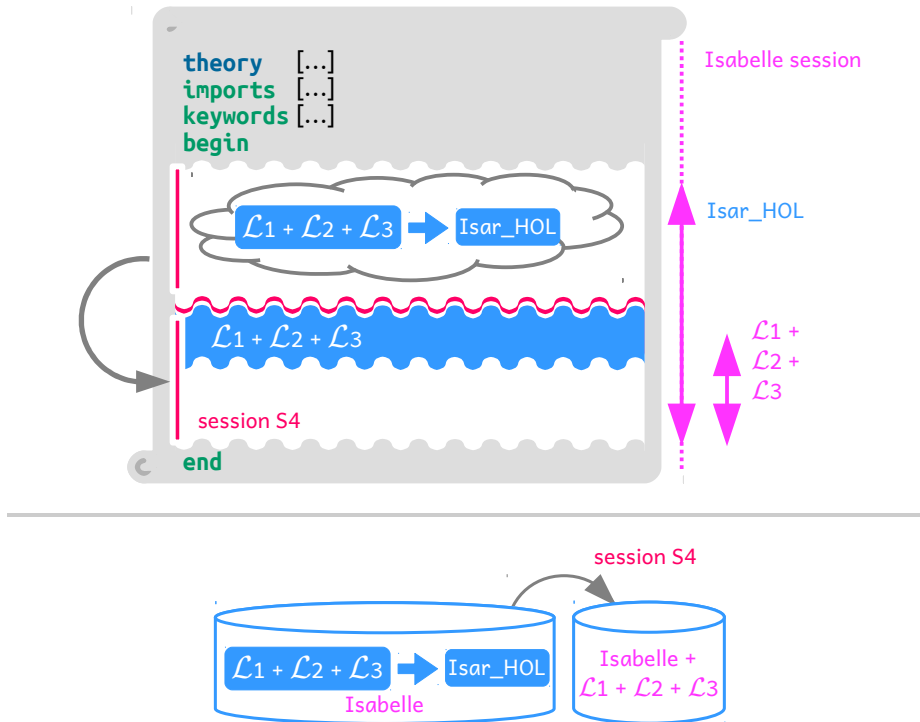 theory [...]
imports [...]
keywords [...]
begin
Isabelle session
ℒ1 + ℒ2 + ℒ3
Isar_HOL
Isar_HOL
ℒ1 + ℒ2 + ℒ3
ℒ1 +
ℒ2 +
ℒ3
session S4
end
session S4
ℒ1 + ℒ2 + ℒ3
Isar_HOL
Isabelle
Isabelle +
ℒ1 + ℒ2 + ℒ3